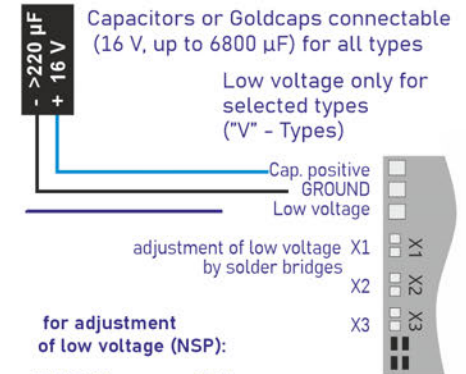 Capacitors or Goldcaps connectable
(16 V, up to 6800 µF) for all types
- >220 µF
+ 16 V
Low voltage only for
selected types
("V" - Types)
Cap. positive
GROUND
Low voltage
adjustment of low voltage X1
by solder bridges
X2
X3
X1
X2
X3
for adjustment
of low voltage (NSP):